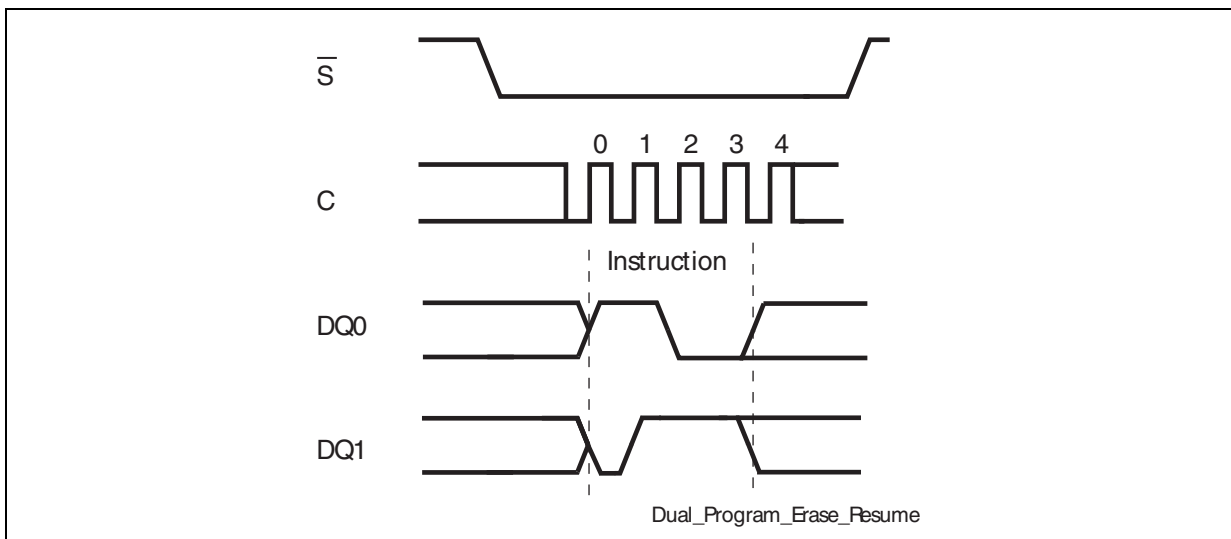 S̅
0 1 2 3 4
C
Instruction
DQ0
DQ1
Dual_Program_Erase_Resume